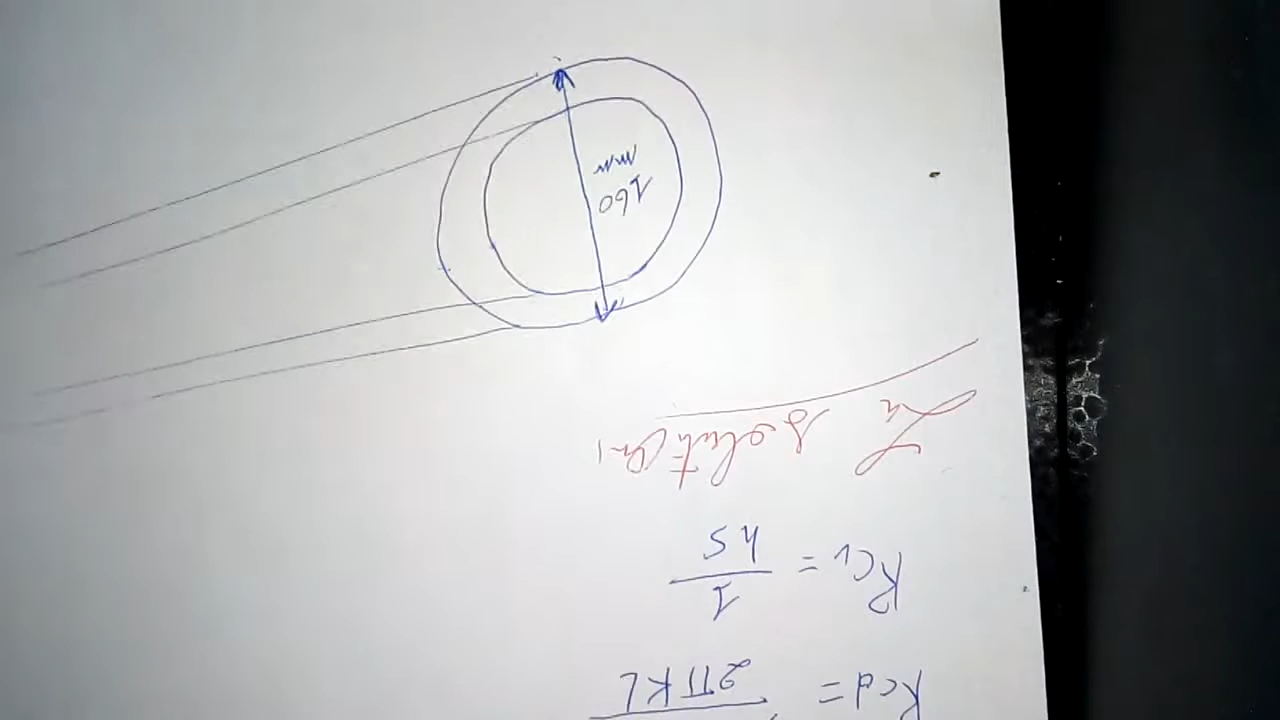 160
mm
La solution
Rcv = 1
hS
Rcd =
2πKL